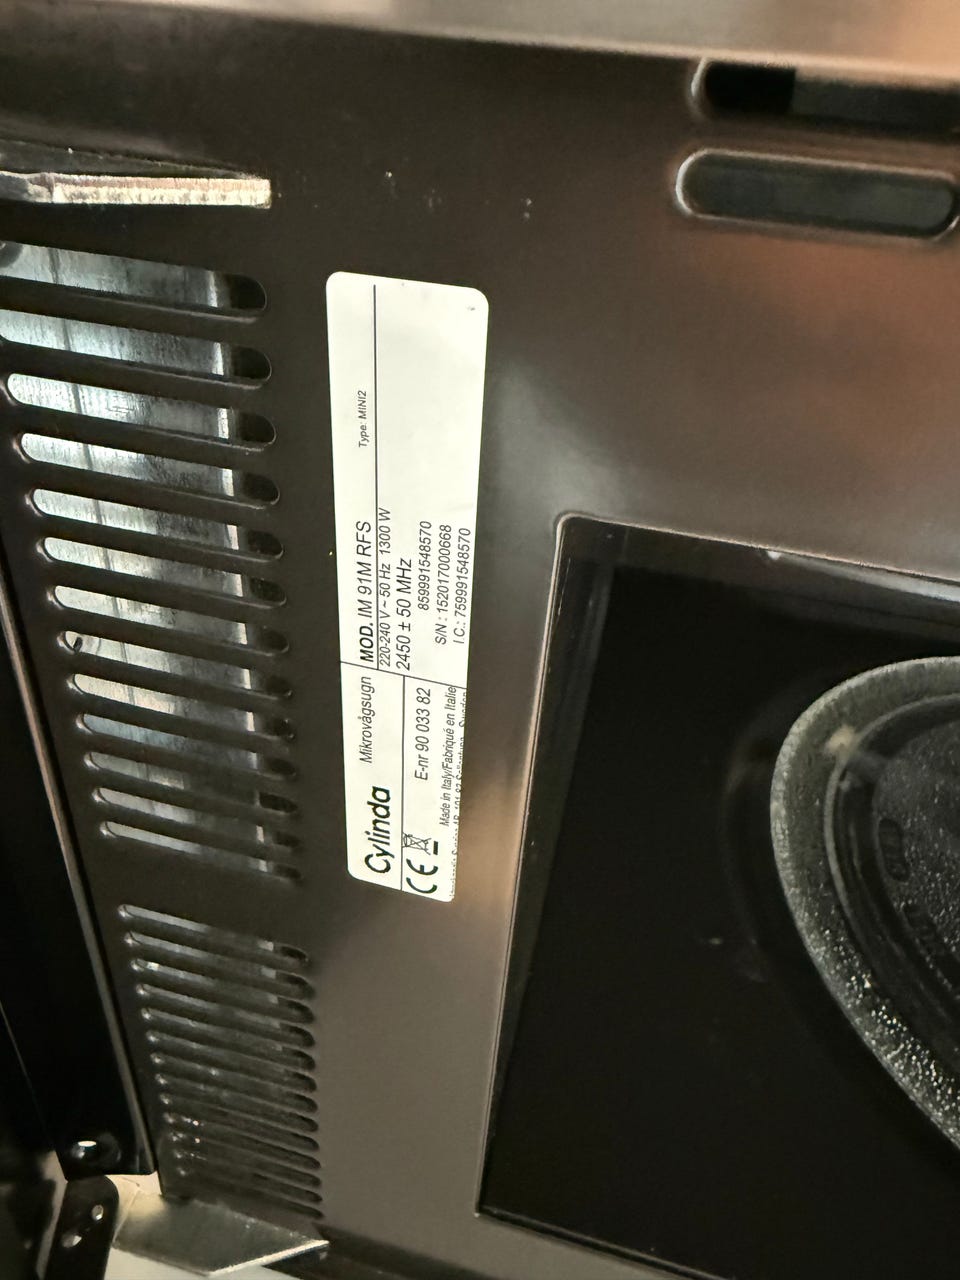 Cylinda
Mikrovågsugn
MOD. IM 91M RFS
Type: MINI2
220-240 V ~ 50 Hz 1300 W
2450 ± 50 MHz
CE
E-nr 90 033 82
859991548570
Made in Italy/Fabriqué en Italie
S/N : 152017000668
I C.: 759991548570